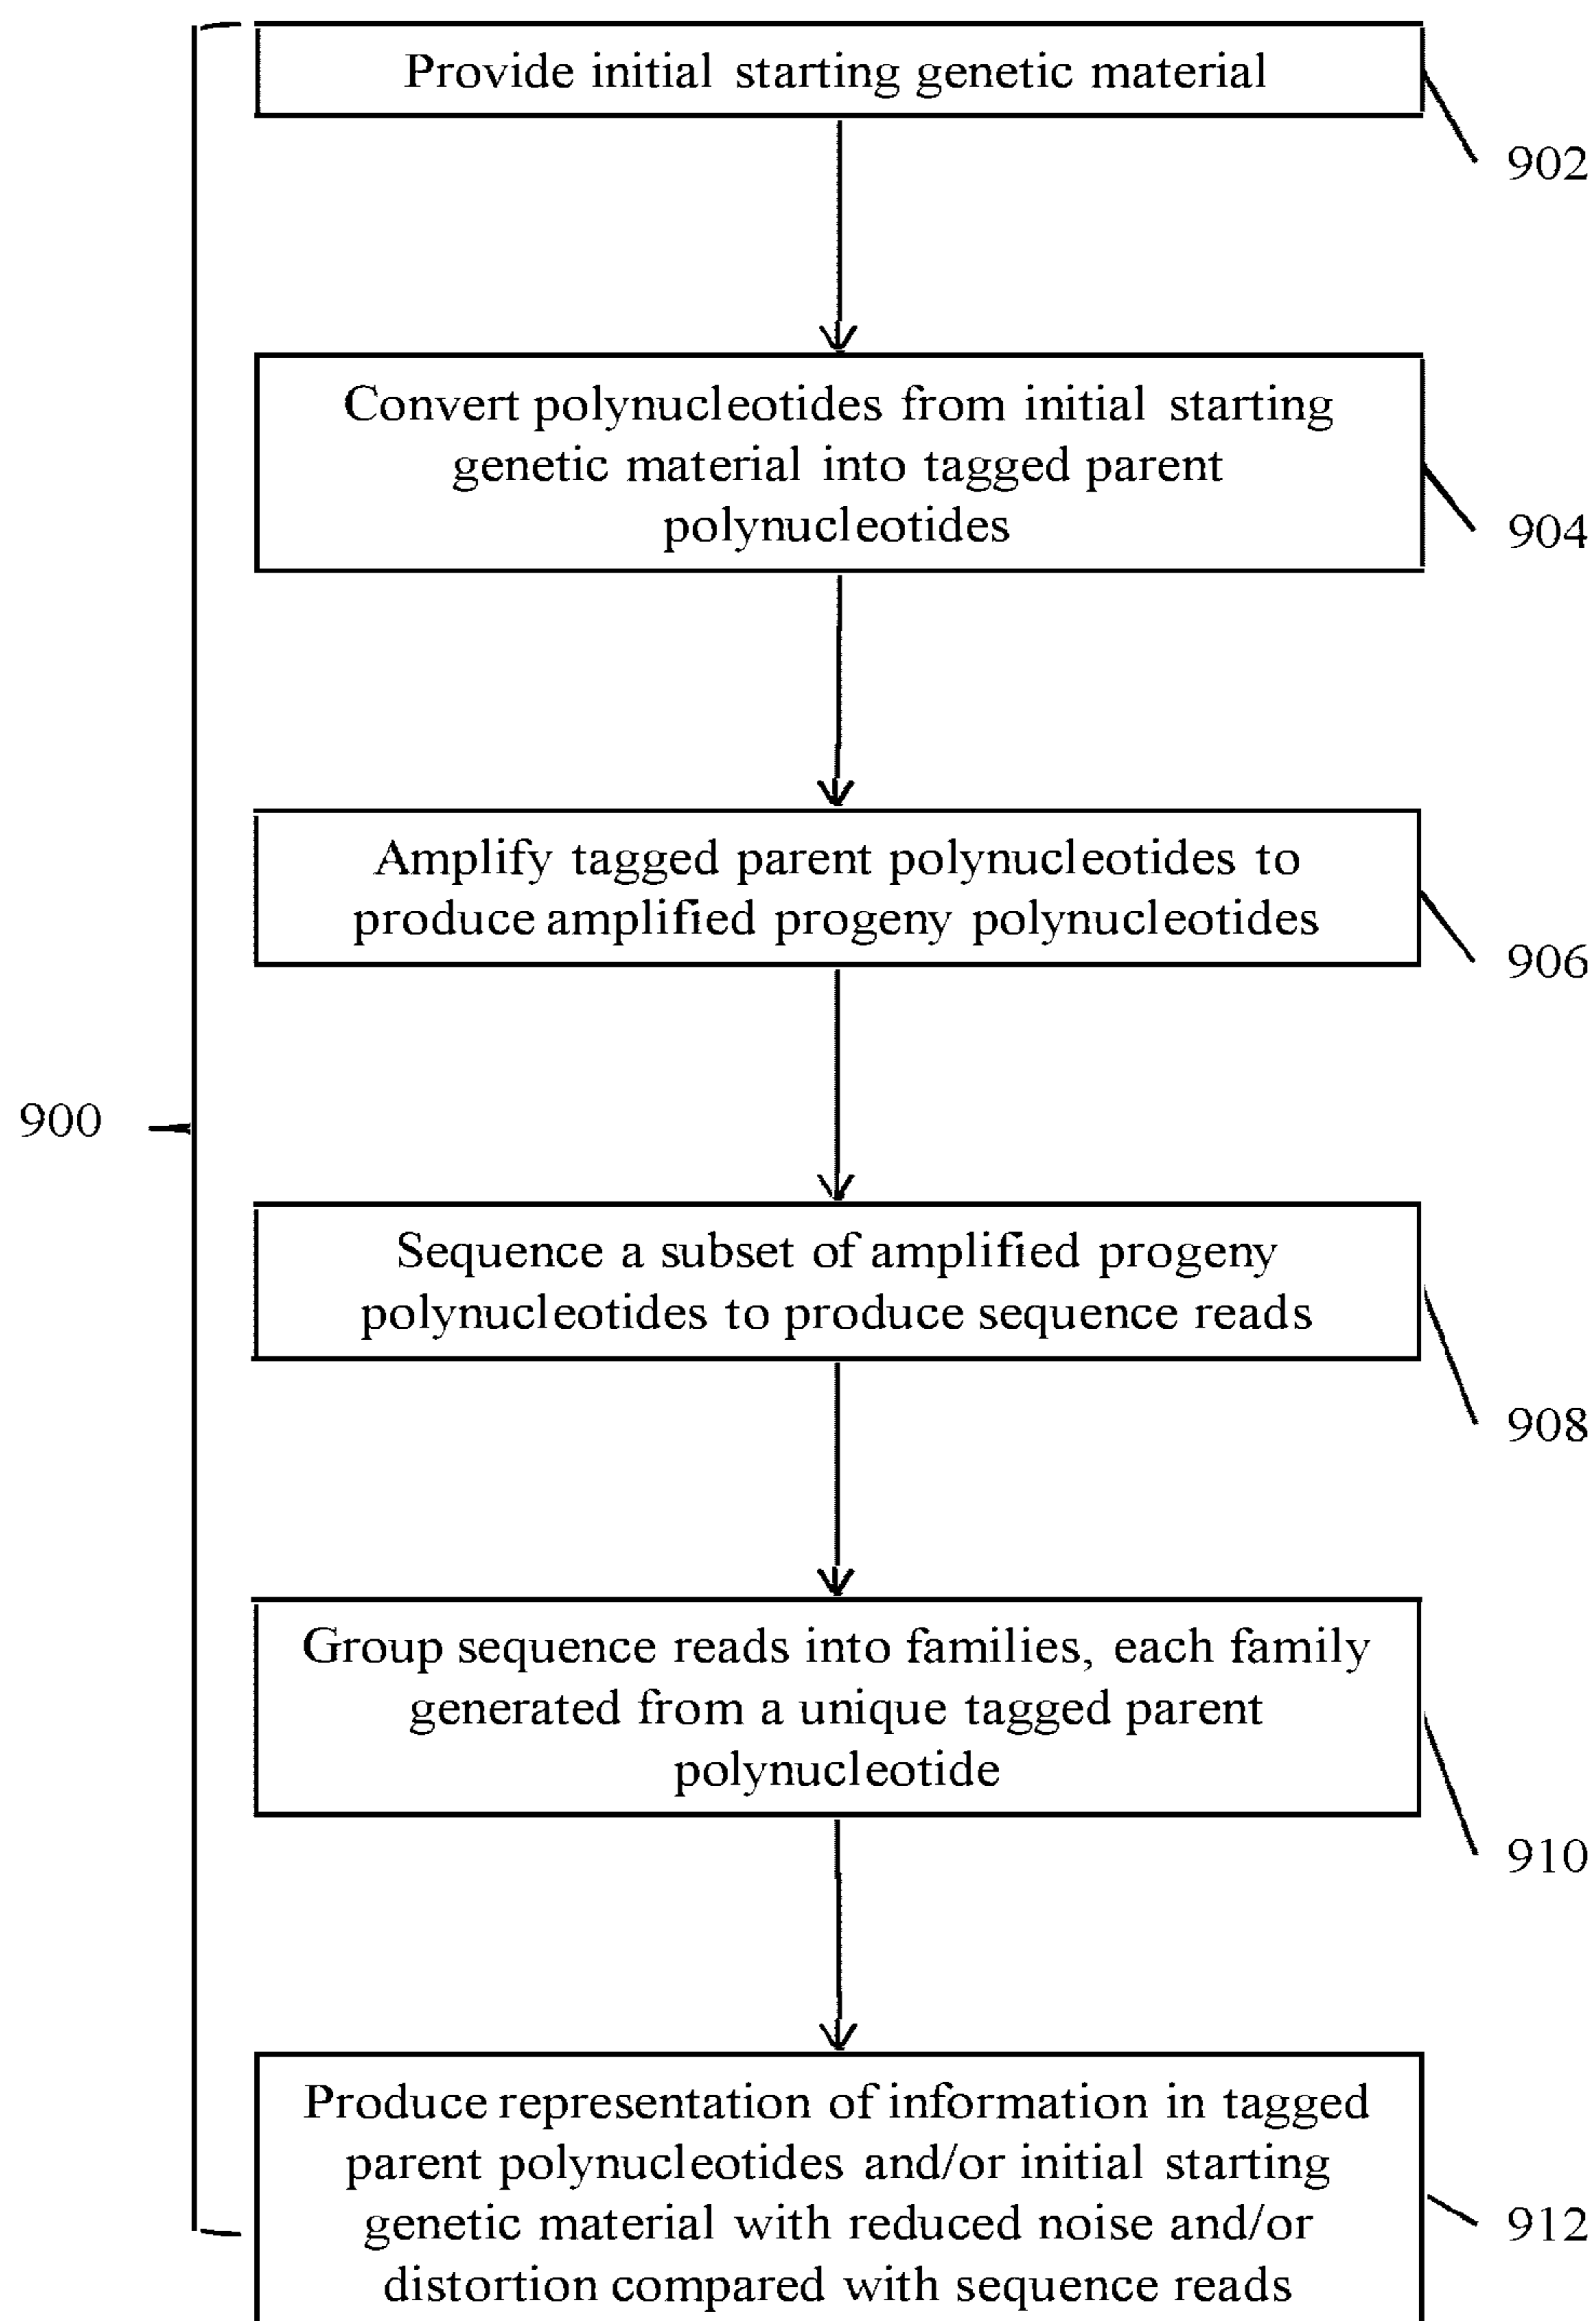 Provide initial starting genetic material
902
Convert polynucleotides from initial starting
genetic material into tagged parent
polynucleotides
904
Amplify tagged parent polynucleotides to
produce amplified progeny polynucleotides
906
900
Sequence a subset of amplified progeny
polynucleotides to produce sequence reads
908
Group sequence reads into families, each family
generated from a unique tagged parent
polynucleotide
910
Produce representation of information in tagged
parent polynucleotides and/or initial starting
genetic material with reduced noise and/or
distortion compared with sequence reads
912